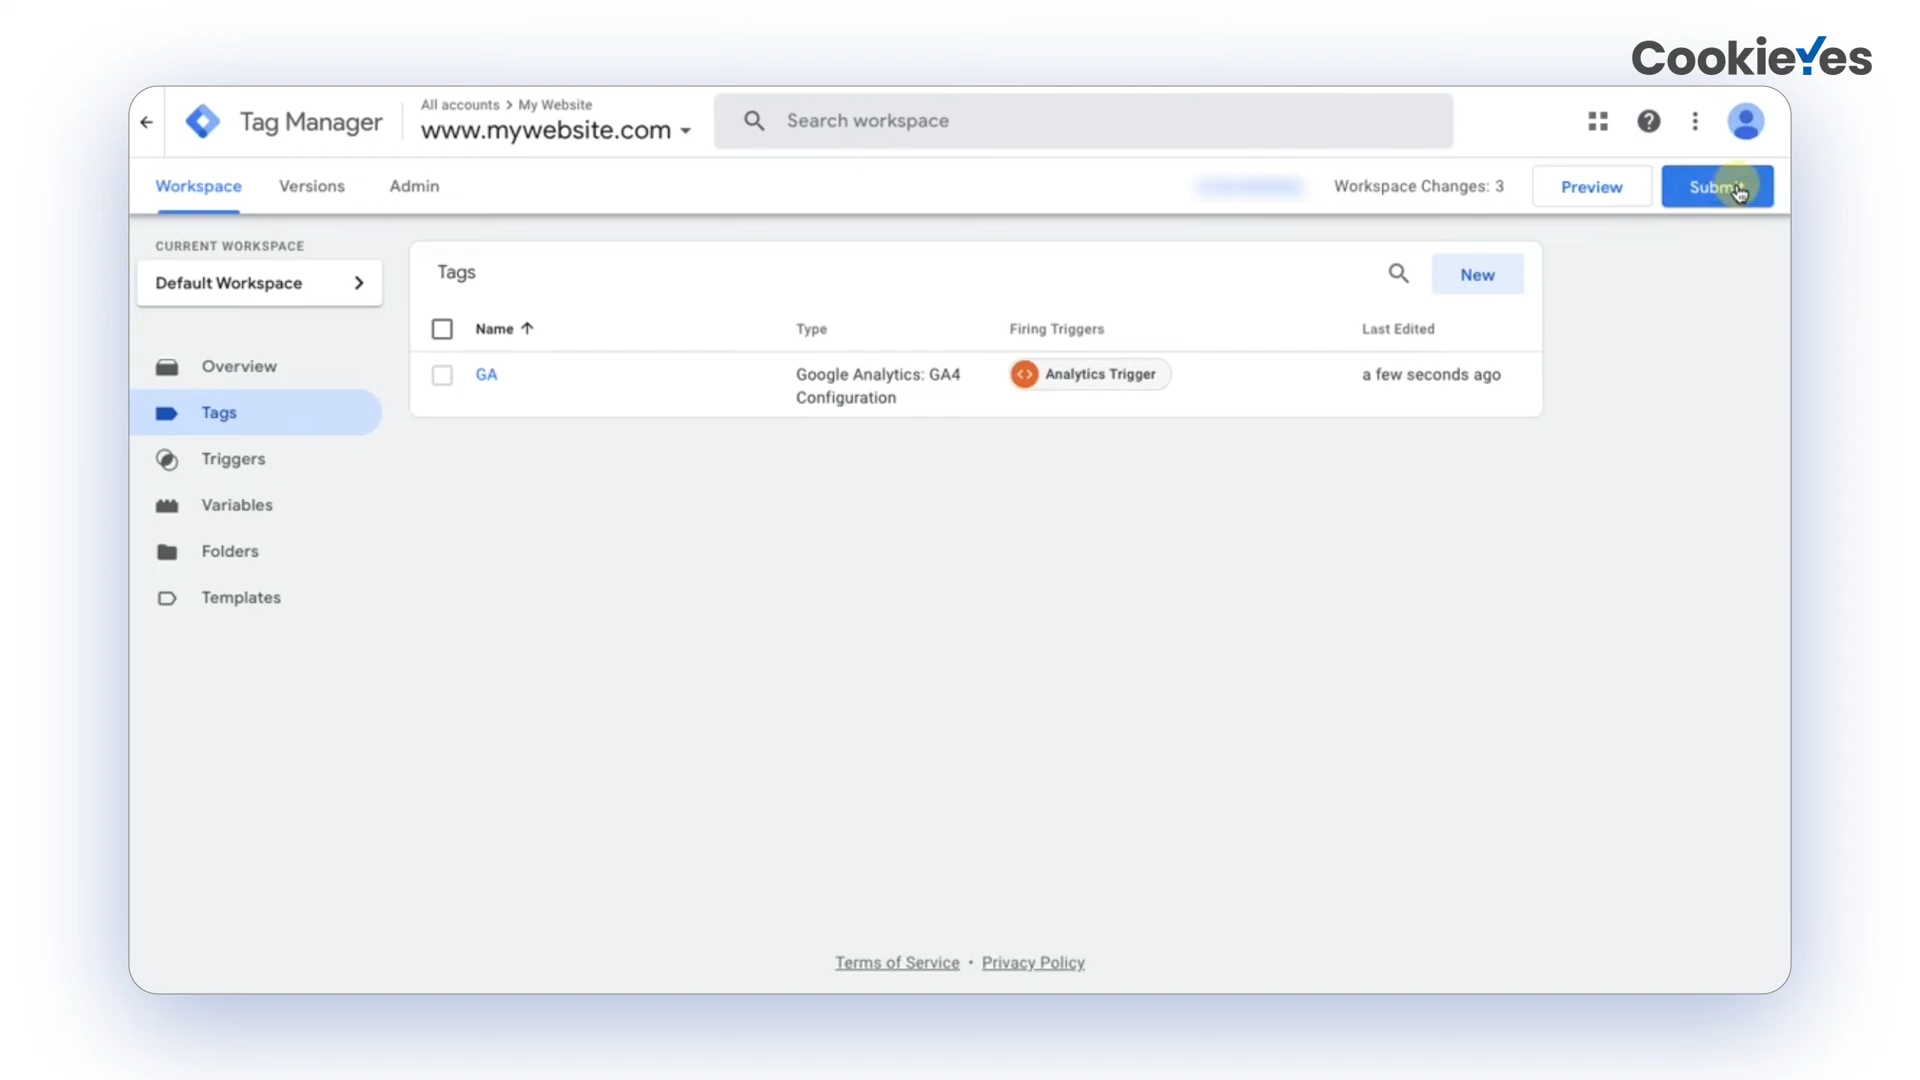 CookieYes
Tag Manager
All accounts > My Website
www.mywebsite.com
Search workspace
Workspace
Versions
Admin
Workspace Changes: 3
Preview
Submit
CURRENT WORKSPACE
Default Workspace
Overview
Tags
Triggers
Variables
Folders
Templates
Tags
New
Name
Type
Firing Triggers
Last Edited
GA
Google Analytics: GA4
Configuration
Analytics Trigger
a few seconds ago
Terms of Service • Privacy Policy